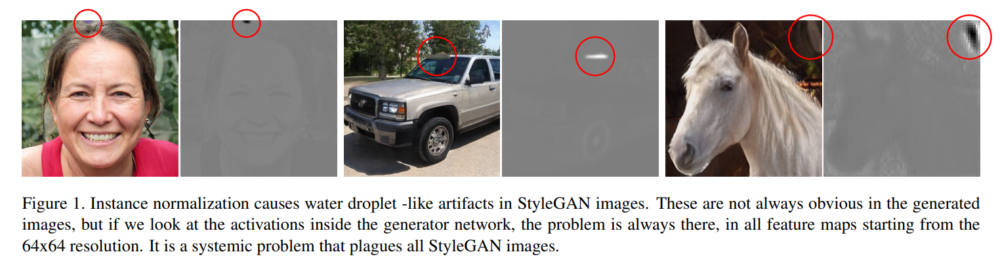 Figure 1. Instance normalization causes water droplet -like artifacts in StyleGAN images. These are not always obvious in the generated
images, but if we look at the activations inside the generator network, the problem is always there, in all feature maps starting from the
64x64 resolution. It is a systemic problem that plagues all StyleGAN images.